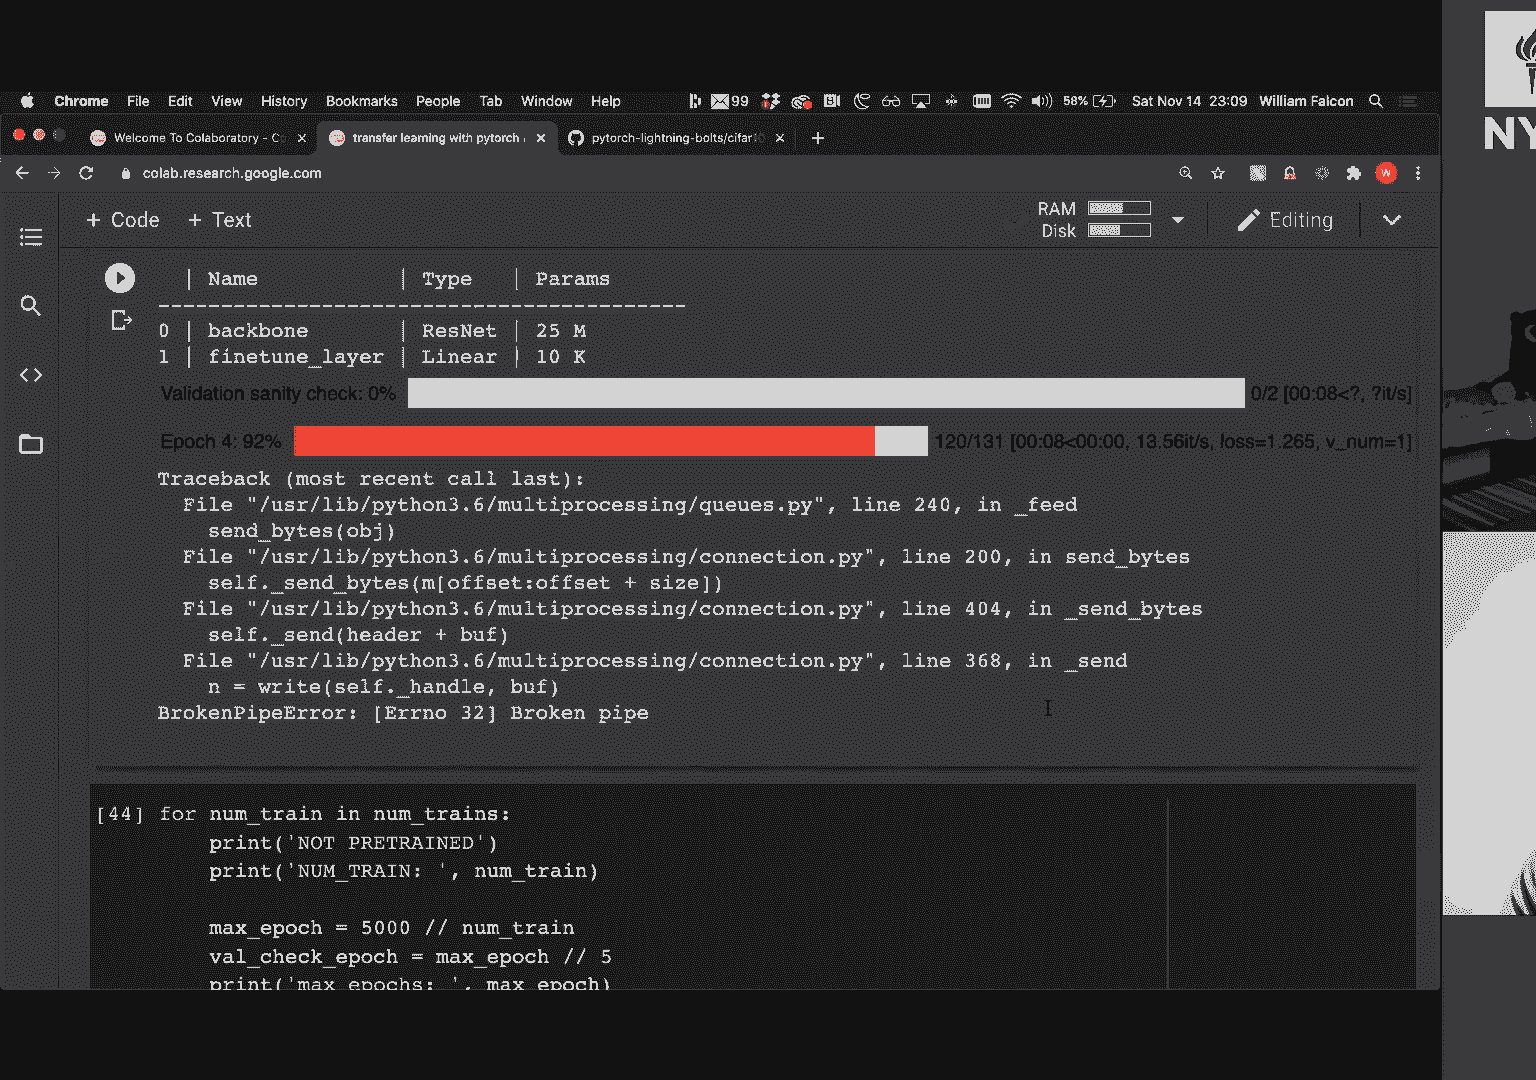 Chrome File Edit View History Bookmarks People Tab Window Help 99 58% Sat Nov 14 23:09 William Falcon
Welcome To Colaboratory - C
transfer learning with pytorch
pytorch-lightning-bolts/cifar10
colab.research.google.com
W
NY
+ Code + Text
RAM
Disk
Editing
| Name | Type | Params
------------------------------------------
0 | backbone | ResNet | 25 M
1 | finetune_layer | Linear | 10 K
Validation sanity check: 0% 0/2 [00:08<?, ?it/s]
Epoch 4: 92% 120/131 [00:08<00:00, 13.56it/s, loss=1.265, v_num=1]
Traceback (most recent call last):
File "/usr/lib/python3.6/multiprocessing/queues.py", line 240, in _feed
send_bytes(obj)
File "/usr/lib/python3.6/multiprocessing/connection.py", line 200, in send_bytes
self._send_bytes(m[offset:offset + size])
File "/usr/lib/python3.6/multiprocessing/connection.py", line 404, in _send_bytes
self._send(header + buf)
File "/usr/lib/python3.6/multiprocessing/connection.py", line 368, in _send
n = write(self._handle, buf)
BrokenPipeError: [Errno 32] Broken pipe
[44] for num_train in num_trains:
print('NOT PRETRAINED')
print('NUM_TRAIN: ', num_train)
max_epoch = 5000 // num_train
val_check_epoch = max_epoch // 5
print('max_epochs: ', max_epoch)